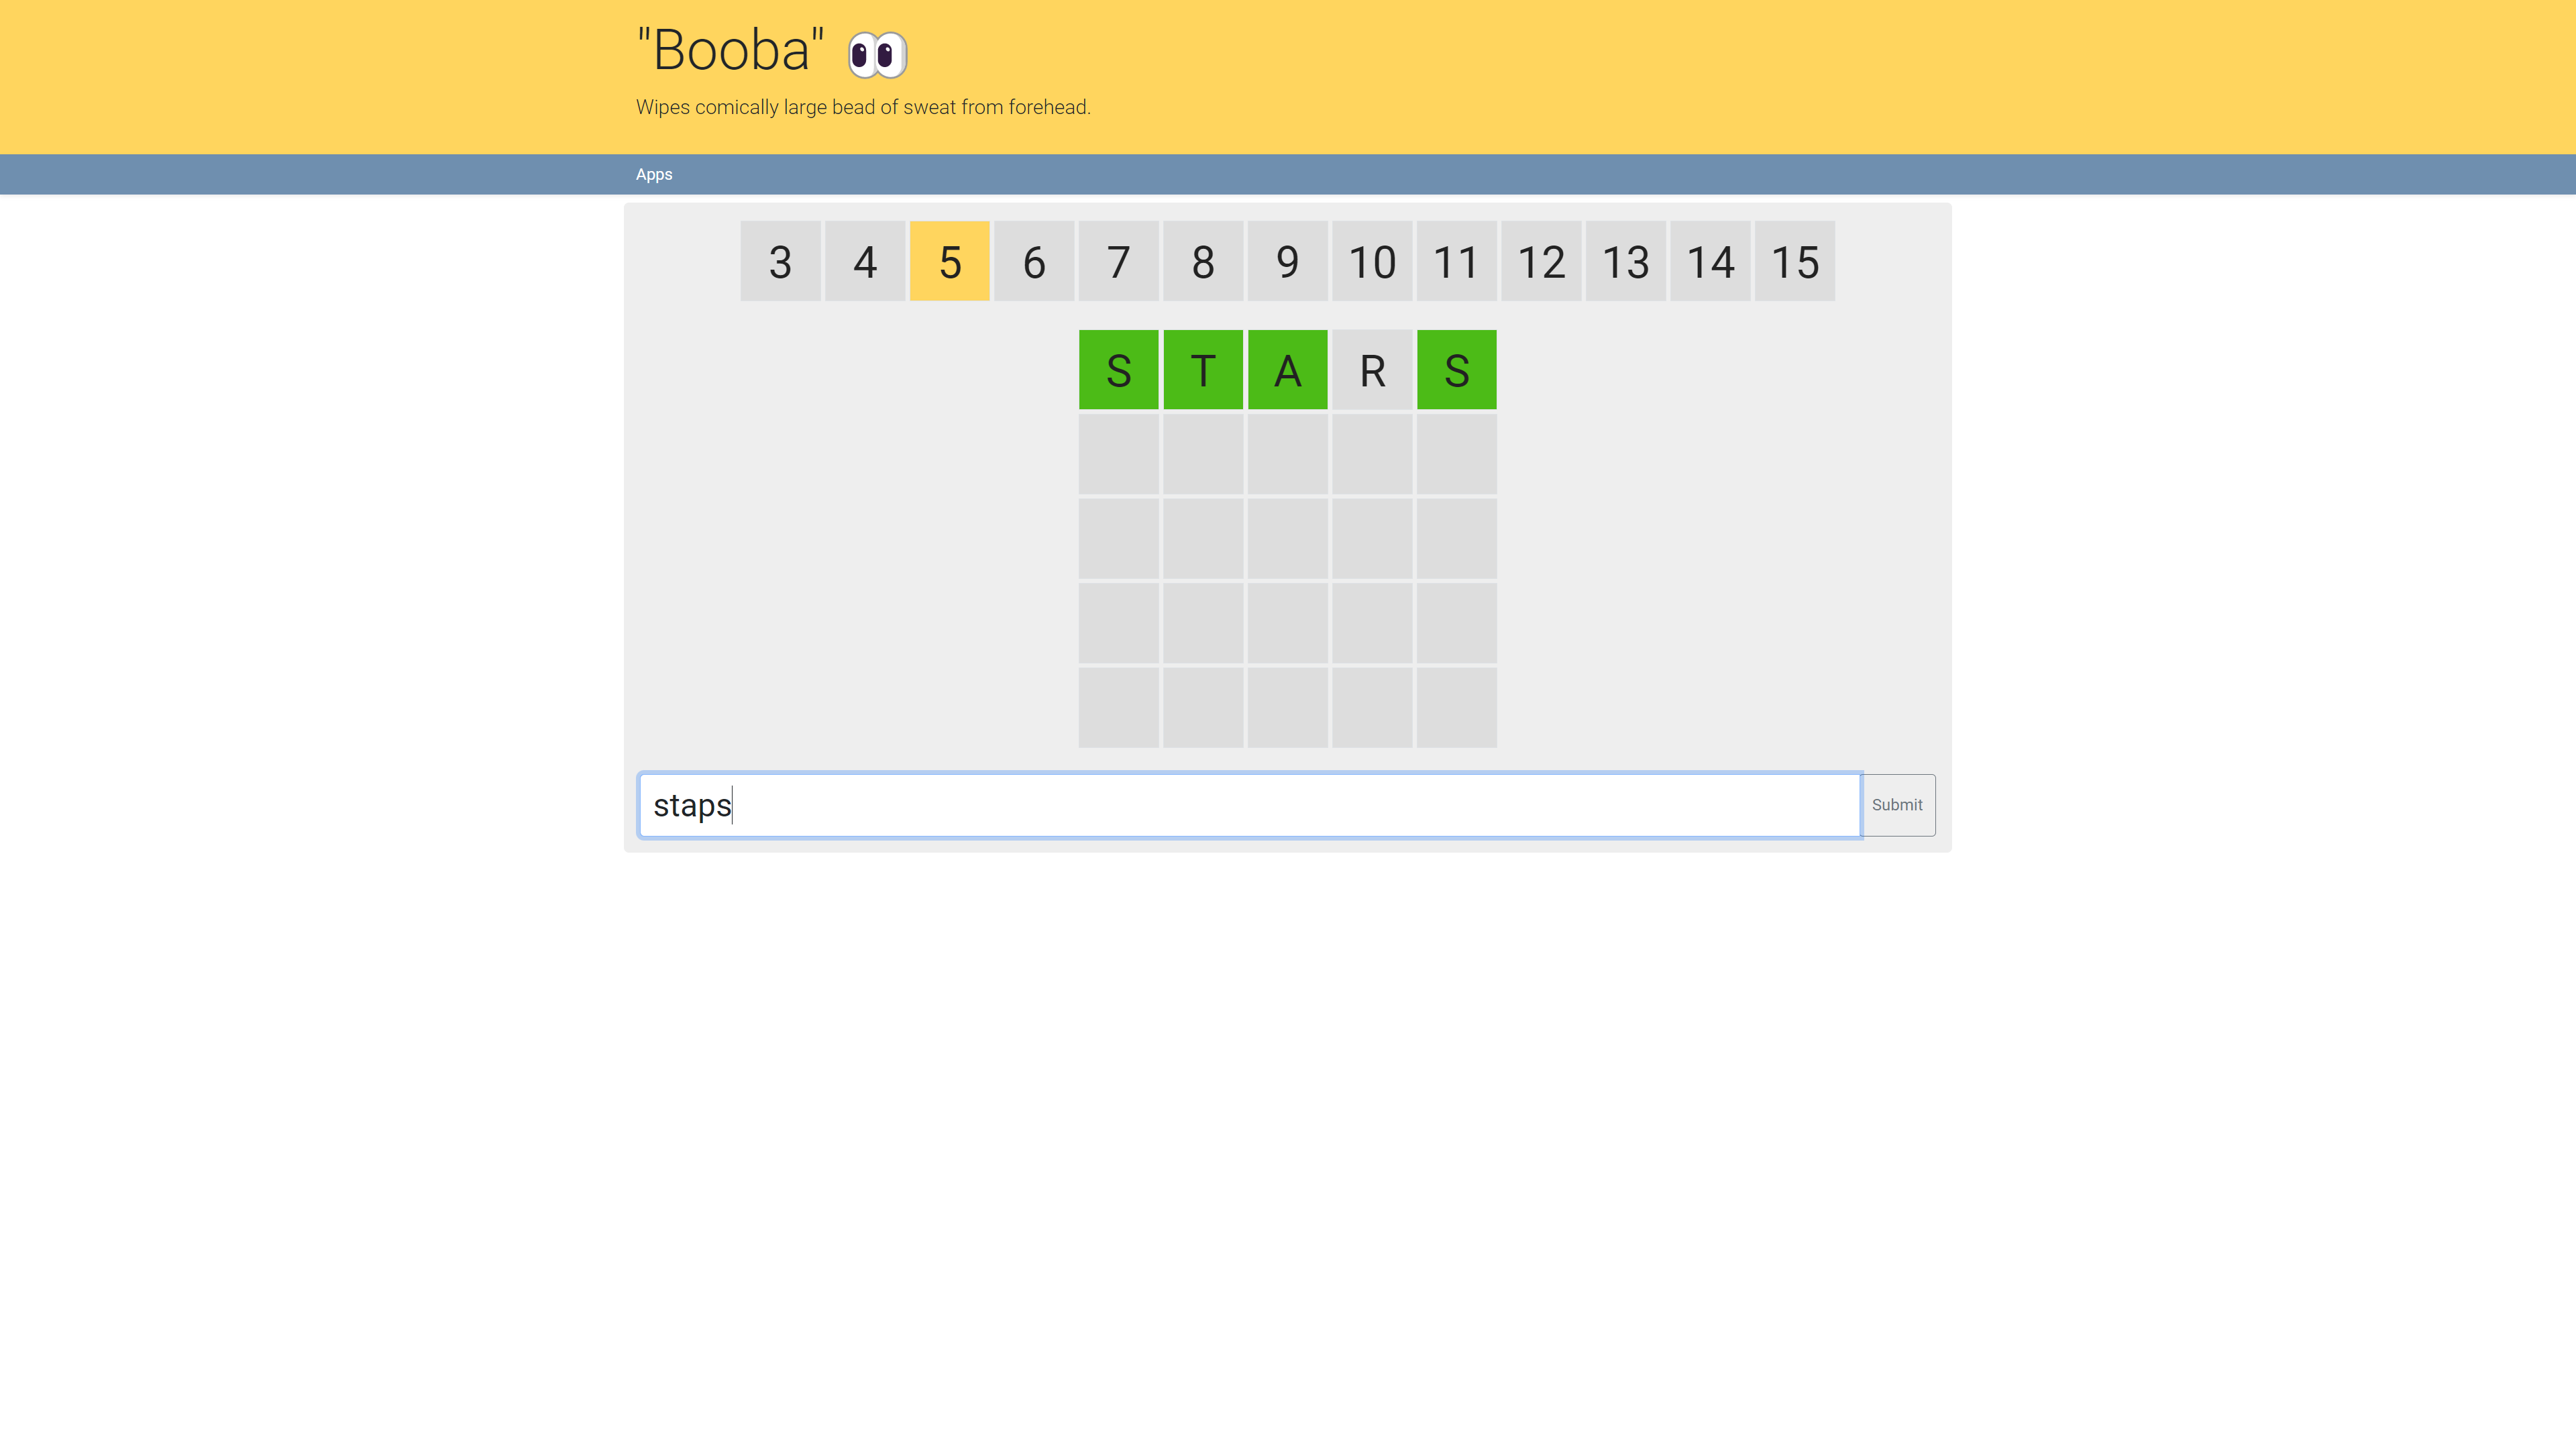 "Booba" 👀
Wipes comically large bead of sweat from forehead.
Apps
3 4 5 6 7 8 9 10 11 12 13 14 15
S T A R S
staps
Submit